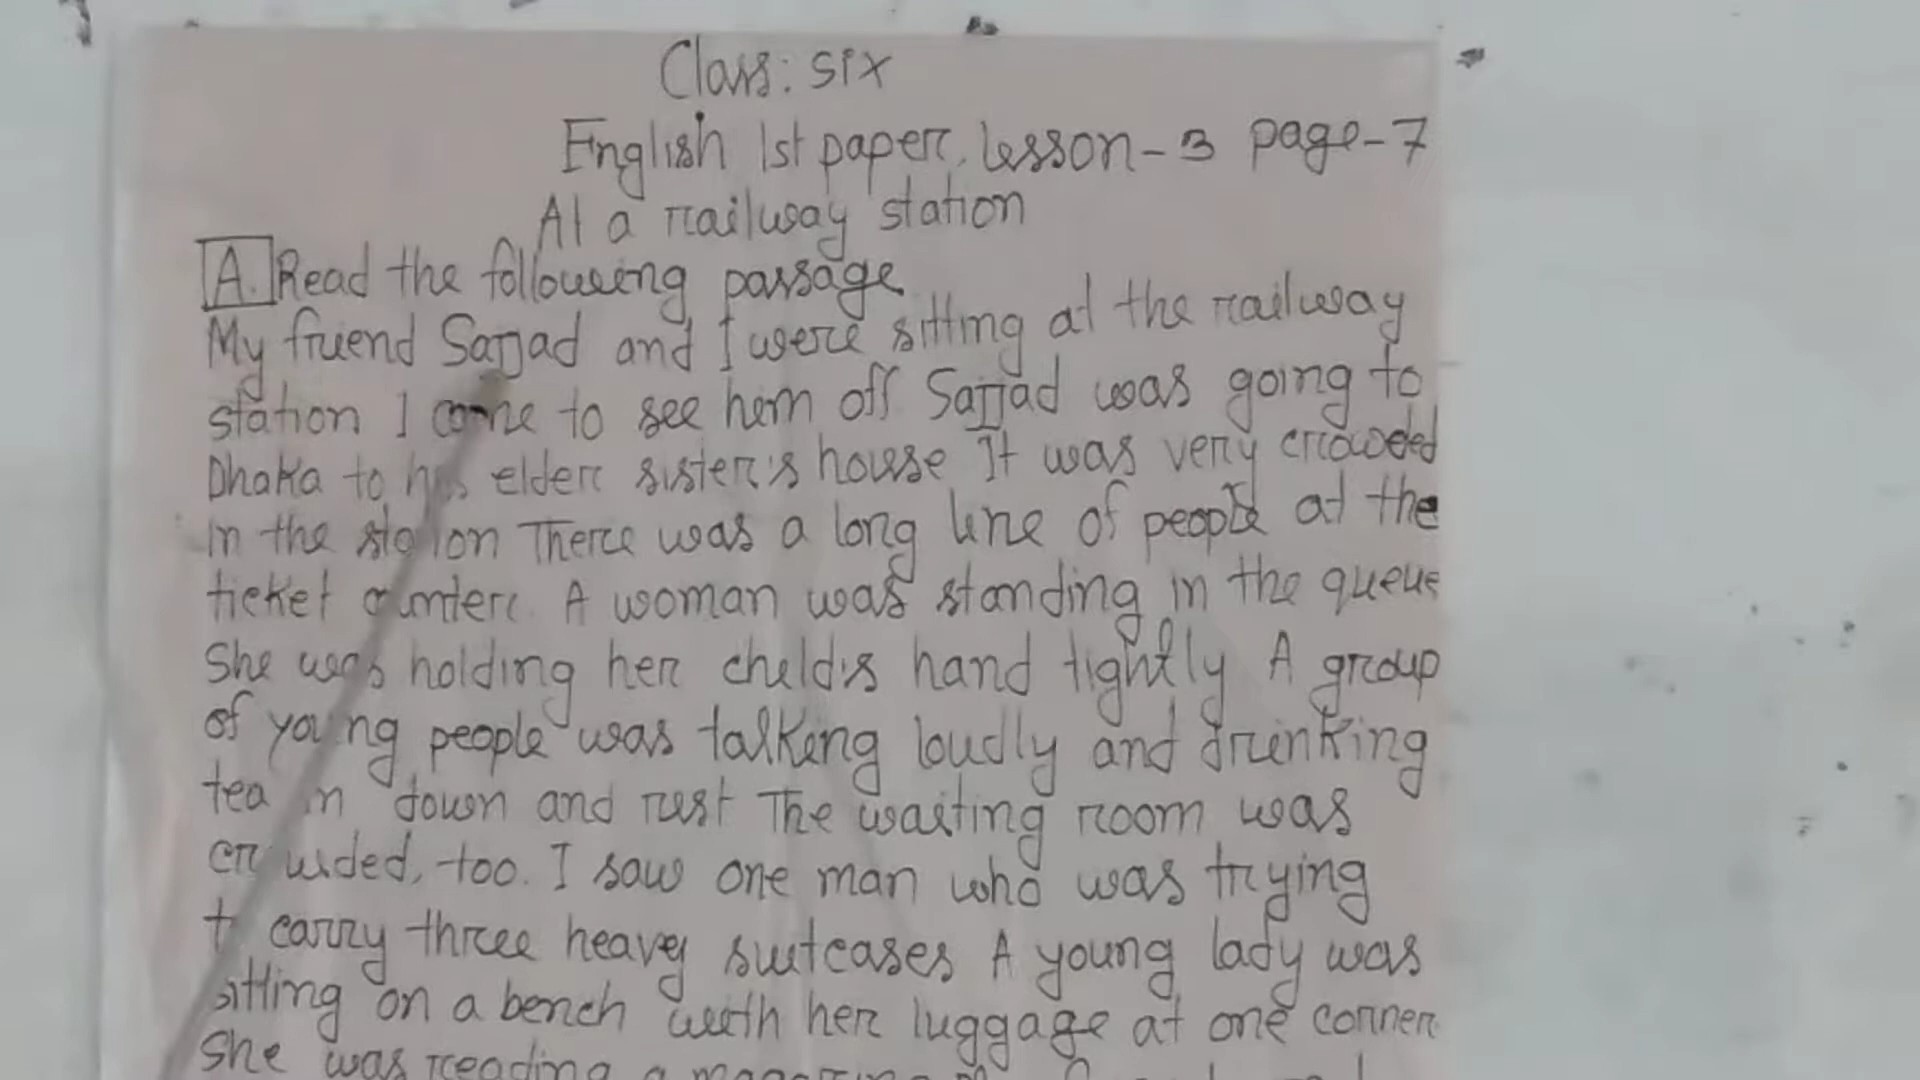 Class: six
English 1st paper, lesson-3 page-7
At a railway station
A. Read the following passage
My friend Sajjad and I were sitting at the railway
station I come to see him off Sajjad was going to
Dhaka to his elder sister's house It was very crowded
in the station There was a long line of people at the
ticket counter. A woman was standing in the queue
She was holding her child's hand tightly A group
of young people was talking loudly and drinking
tea in down and rest The waiting room was
crowded, too. I saw one man who was trying
to carry three heavy suitcases A young lady was
sitting on a bench with her luggage at one corner
She was reading a